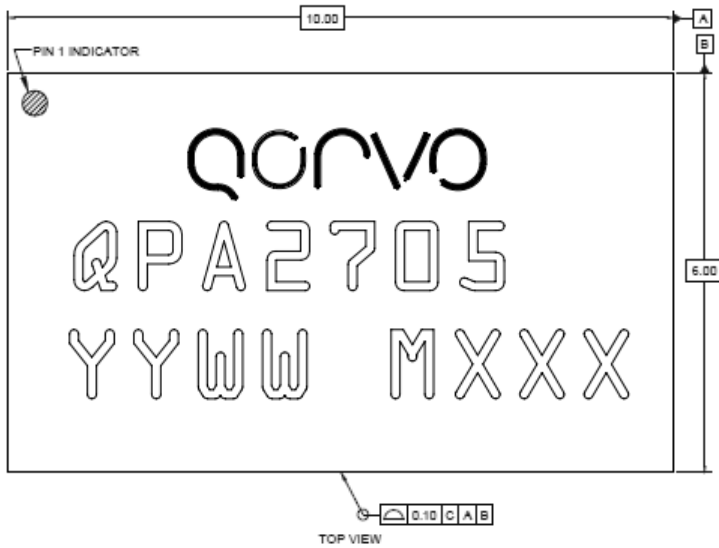 10.00
A
B
PIN 1 INDICATOR
QORVO
QPA2705
6.00
YYWW MXXX
0.10 C A B
TOP VIEW